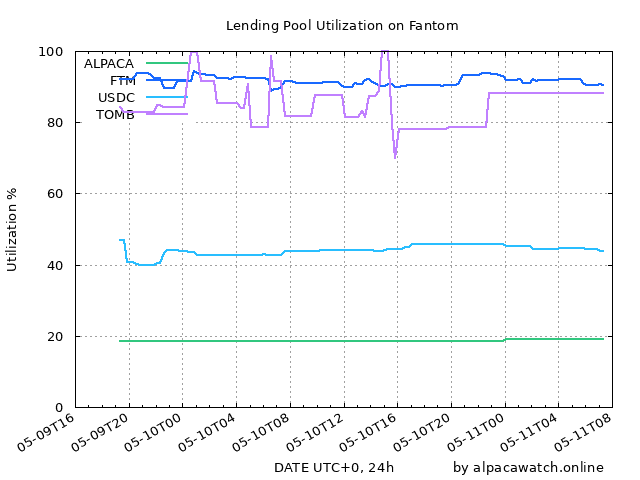 Lending Pool Utilization on Fantom
100
80
60
40
20
0
Utilization %
ALPACA
FTM
USDC
TOMB
05-09T16
05-09T20
05-10T00
05-10T04
05-10T08
05-10T12
05-10T16
05-10T20
05-11T00
05-11T04
05-11T08
DATE UTC+0, 24h
by alpacawatch.online